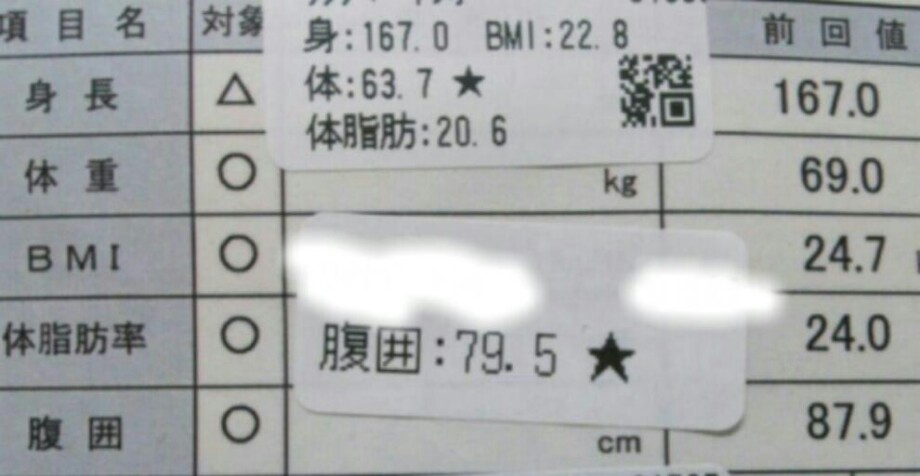 項目名 対象 前回値
身:167.0 BMI:22.8
体:63.7 ★
体脂肪:20.6
身長 △ 167.0
体重 ○ kg 69.0
BMI ○ 24.7
腹囲:79.5 ★
体脂肪率 ○ 24.0
腹囲 ○ cm 87.9